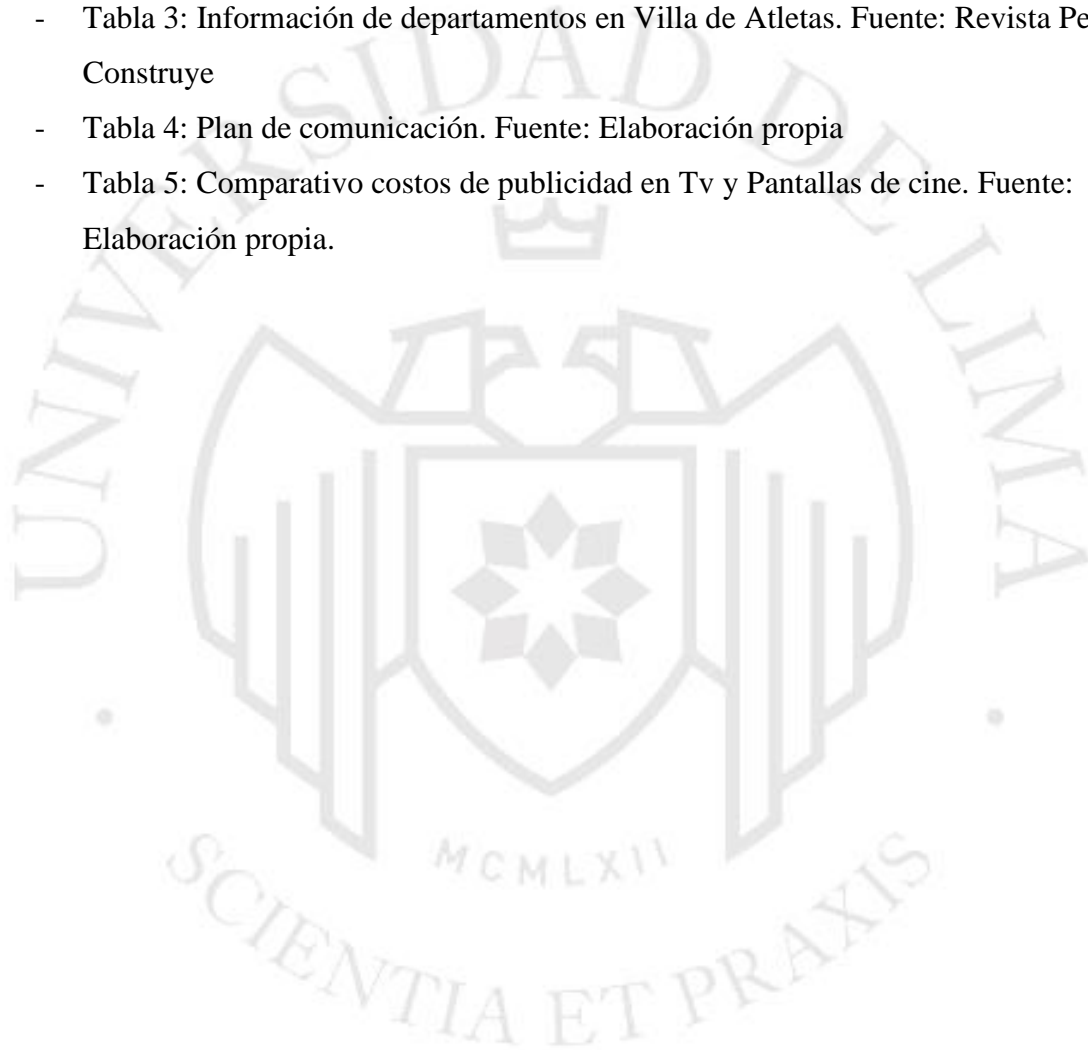 - Tabla 3: Información de departamentos en Villa de Atletas. Fuente: Revista Pe
Construye
- Tabla 4: Plan de comunicación. Fuente: Elaboración propia
- Tabla 5: Comparativo costos de publicidad en Tv y Pantallas de cine. Fuente:
Elaboración propia.
UNIVERSIDAD DE LIMA
MCMLXII
SCIENTIA ET PRAXIS